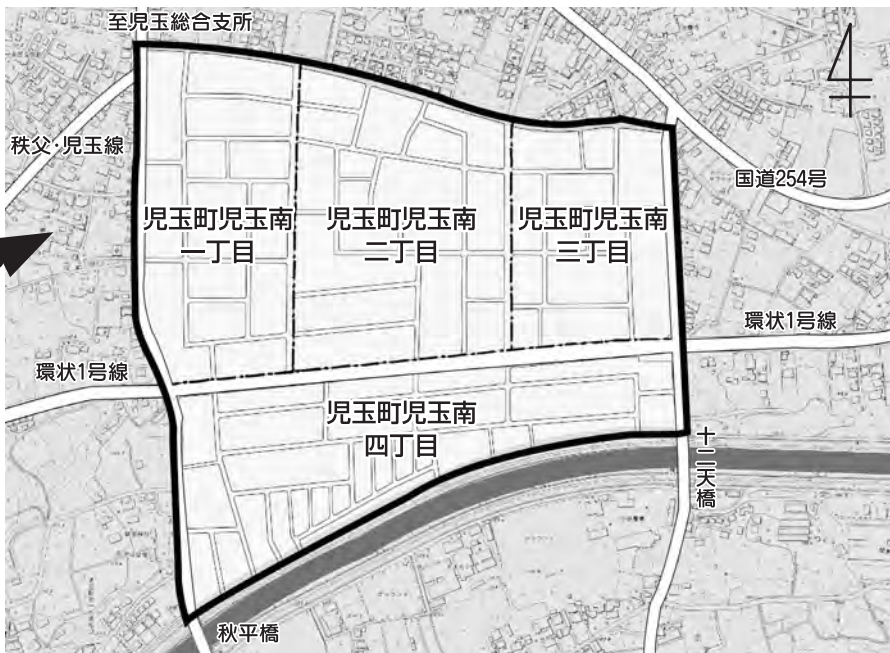 至児玉総合支所
秩父・児玉線
国道254号
児玉町児玉南
一丁目
児玉町児玉南
二丁目
児玉町児玉南
三丁目
環状1号線
環状1号線
児玉町児玉南
四丁目
十二天橋
秋平橋